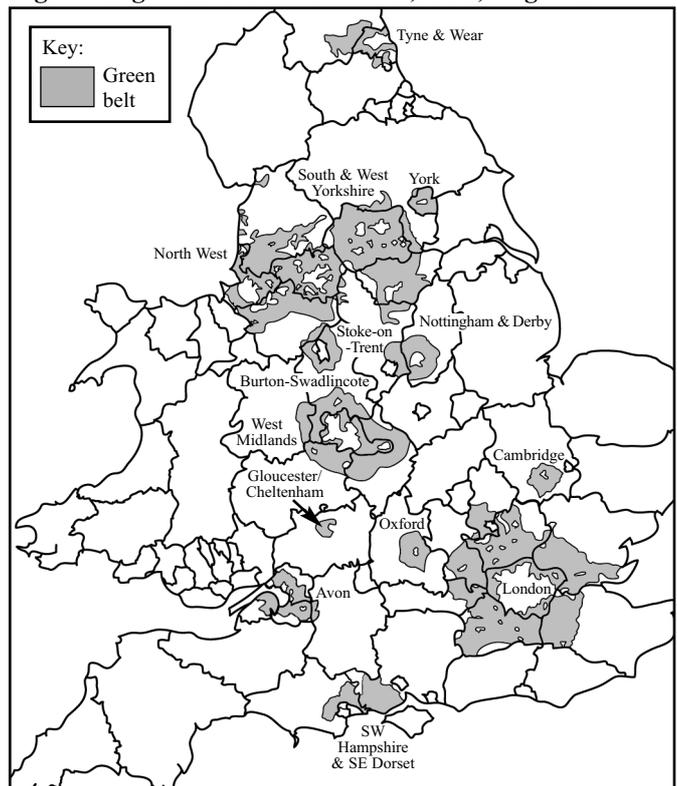 Key:
Green
belt
Tyne & Wear
South & West
Yorkshire
York
North West
Stoke-on
-Trent
Nottingham & Derby
Burton-Swadlincote
West
Midlands
Cambridge
Gloucester/
Cheltenham
Oxford
London
Avon
SW
Hampshire
& SE Dorset